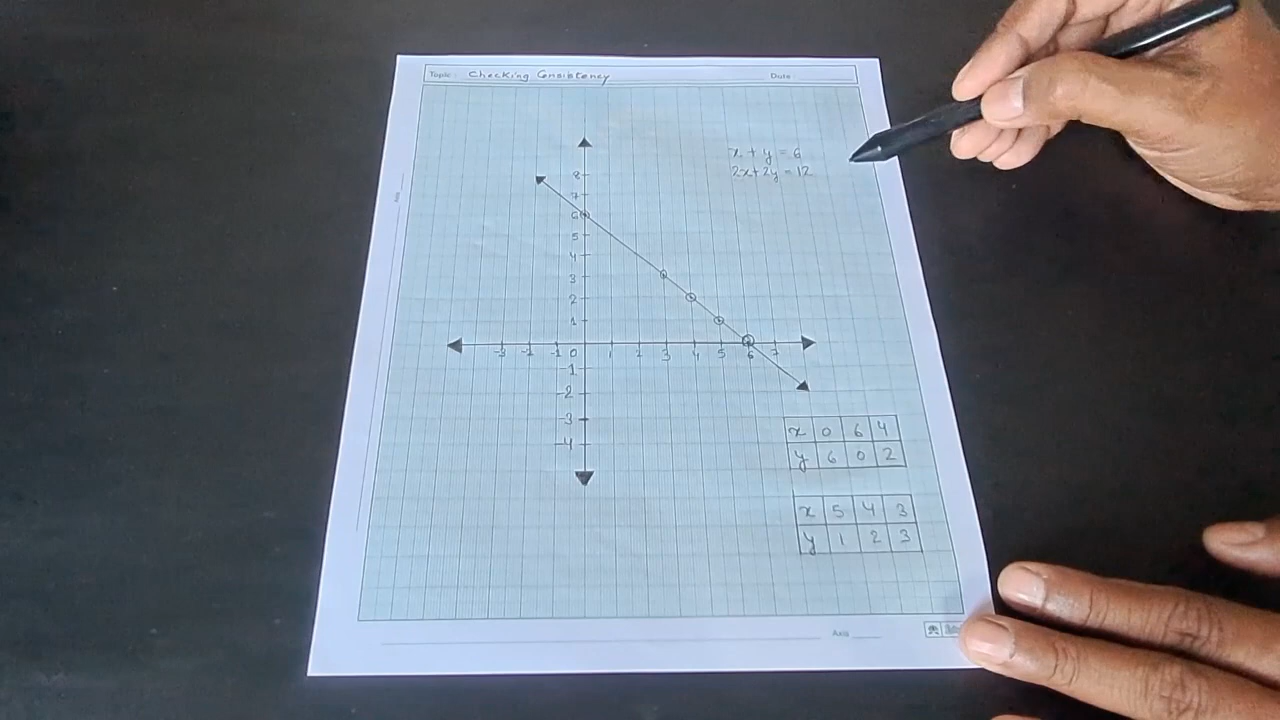 Topic : Checking Consistency Date :
x + y = 6
2x + 2y = 12
8
7
6
5
4
3
2
1
-3 -2 -1 0 1 2 3 4 5 6 7
-1
-2
-3
-4
x 0 6 4
y 6 0 2
x 5 4 3
y 1 2 3
Axis